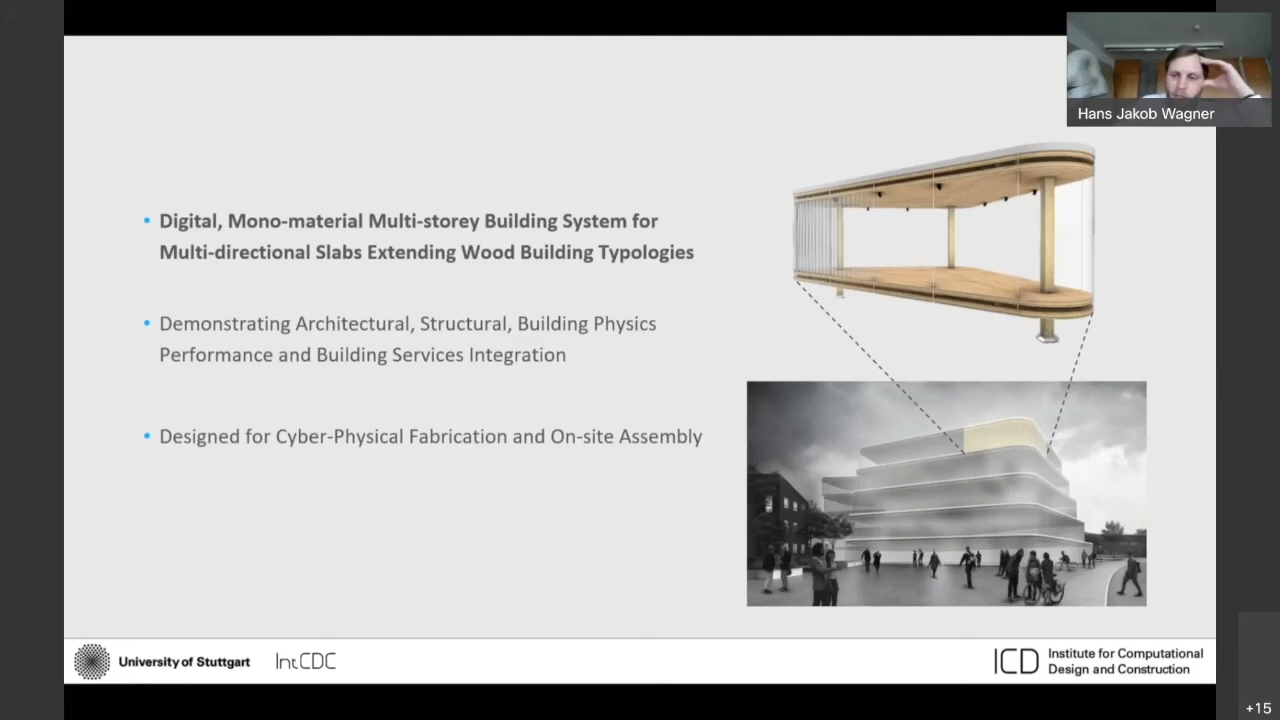 Hans Jakob Wagner
• Digital, Mono-material Multi-storey Building System for
Multi-directional Slabs Extending Wood Building Typologies
• Demonstrating Architectural, Structural, Building Physics
Performance and Building Services Integration
• Designed for Cyber-Physical Fabrication and On-site Assembly
University of Stuttgart
IntCDC
ICD
Institute for Computational
Design and Construction
+15